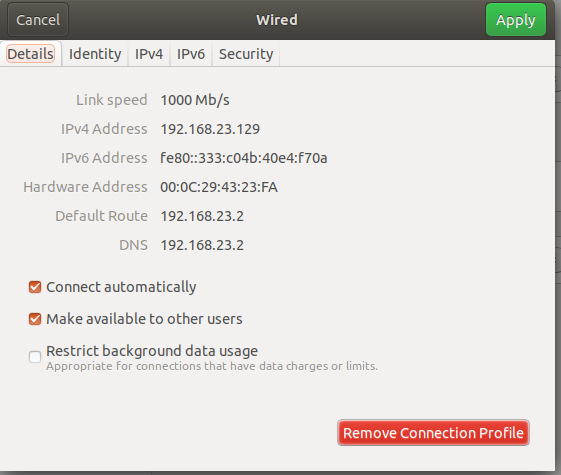 Cancel Wired Apply
Details Identity IPv4 IPv6 Security
Link speed 1000 Mb/s
IPv4 Address 192.168.23.129
IPv6 Address fe80::333:c04b:40e4:f70a
Hardware Address 00:0C:29:43:23:FA
Default Route 192.168.23.2
DNS 192.168.23.2
Connect automatically
Make available to other users
Restrict background data usage
Appropriate for connections that have data charges or limits.
Remove Connection Profile